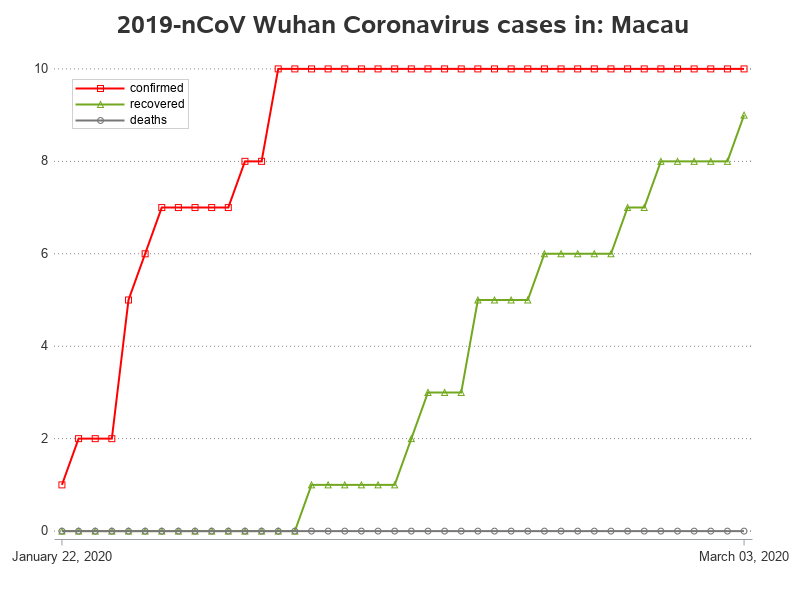 2019-nCoV Wuhan Coronavirus cases in: Macau
10
confirmed
recovered
deaths
8
6
4
2
0
January 22, 2020
March 03, 2020